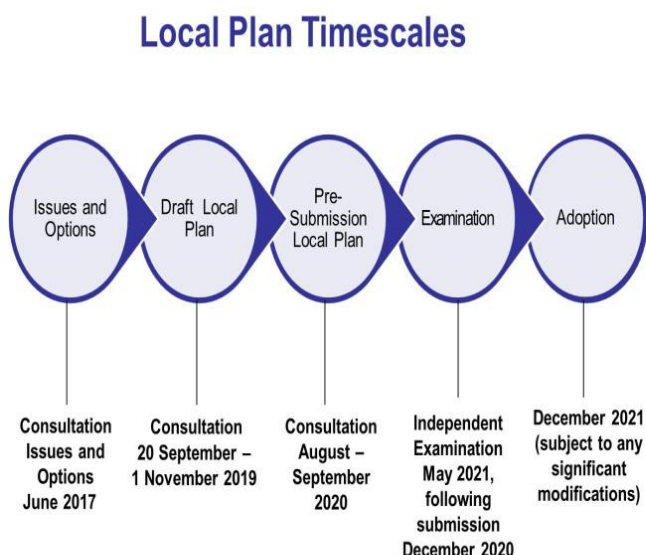 Local Plan Timescales
Issues and
Options
Draft Local
Plan
Pre-
Submission
Local Plan
Examination
Adoption
Consultation
Issues and
Options
June 2017
Consultation
20 September –
1 November 2019
Consultation
August –
September
2020
Independent
Examination
May 2021,
following
submission
December 2020
December 2021
(subject to any
significant
modifications)